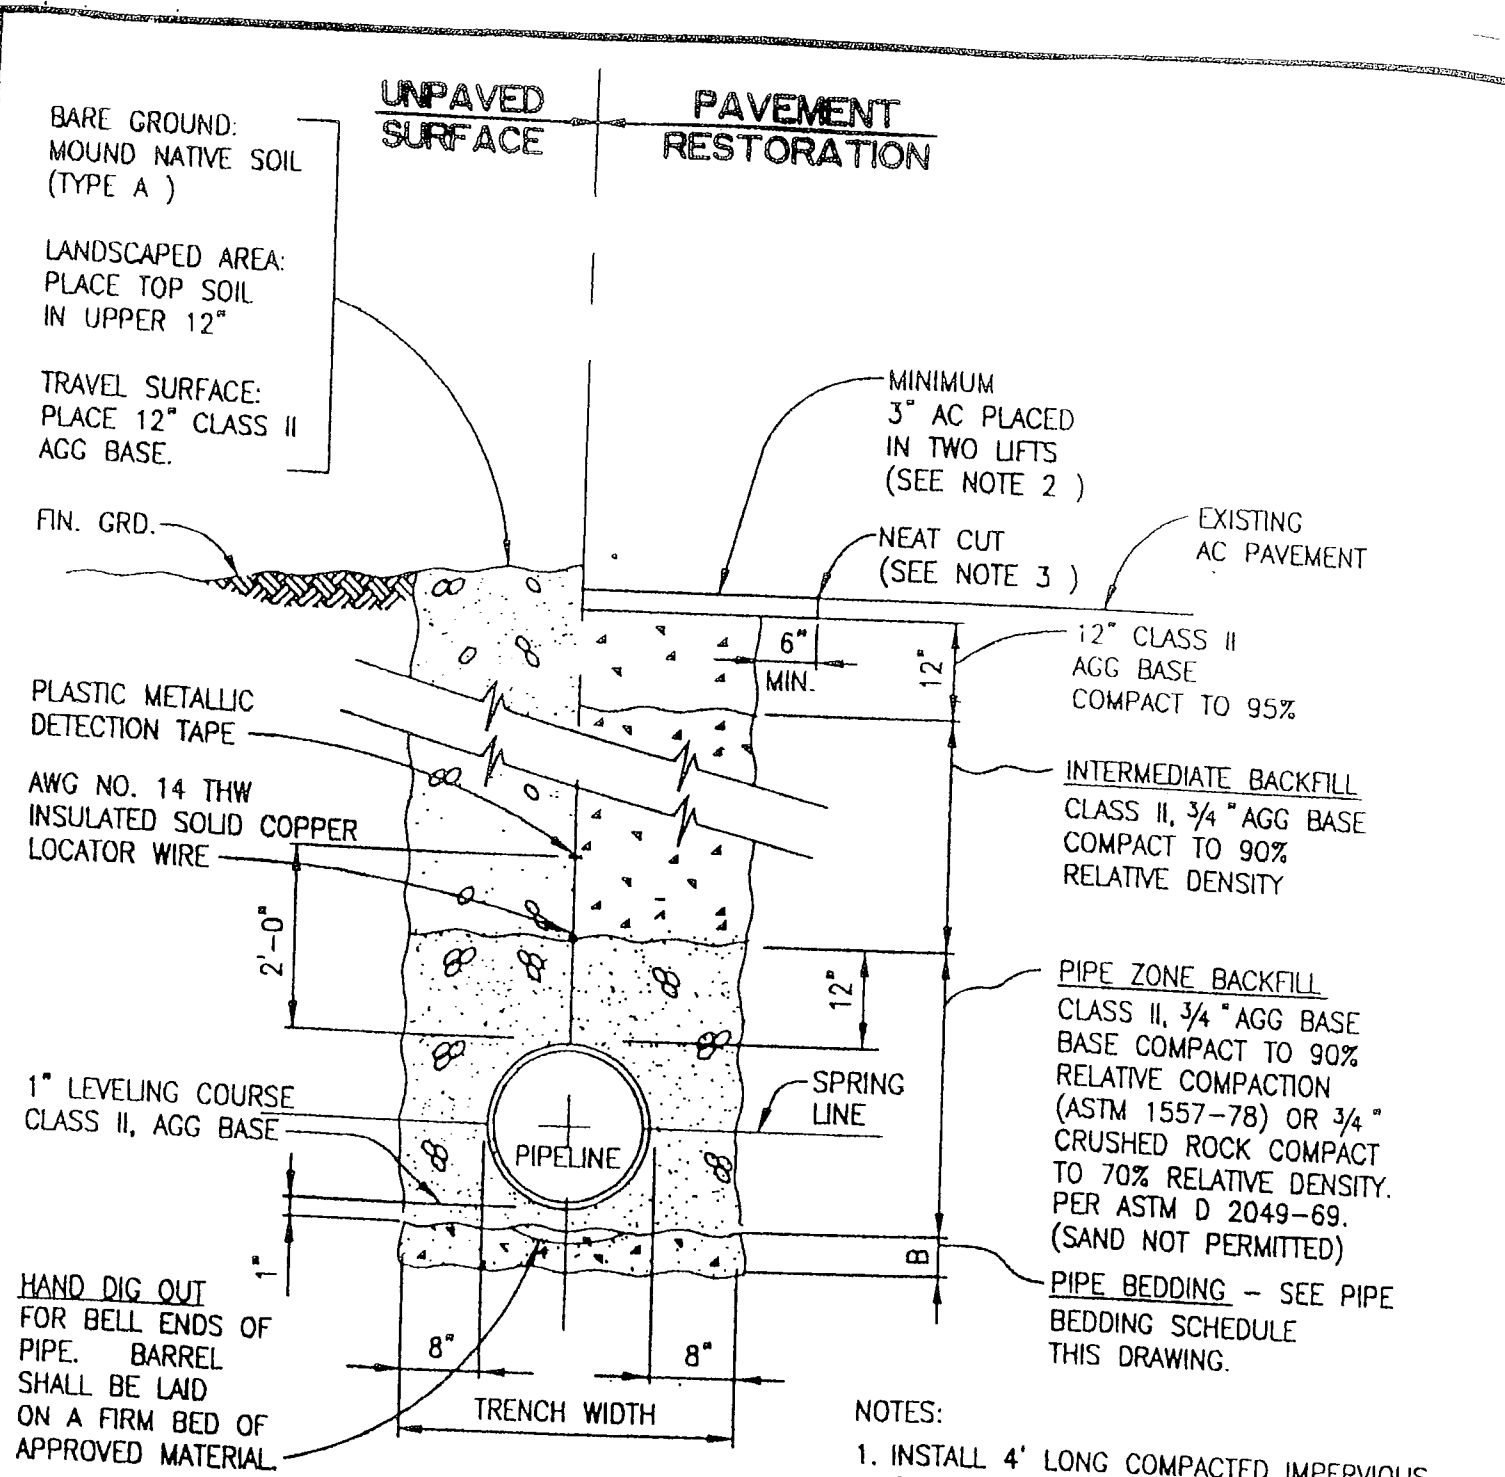 UNPAVED
SURFACE
PAVEMENT
RESTORATION
BARE GROUND:
MOUND NATIVE SOIL
(TYPE A )
LANDSCAPED AREA:
PLACE TOP SOIL
IN UPPER 12"
TRAVEL SURFACE:
PLACE 12" CLASS II
AGG BASE.
FIN. GRD.
MINIMUM
3" AC PLACED
IN TWO LIFTS
(SEE NOTE 2 )
NEAT CUT
(SEE NOTE 3 )
EXISTING
AC PAVEMENT
6"
MIN.
12"
12" CLASS II
AGG BASE
COMPACT TO 95%
PLASTIC METALLIC
DETECTION TAPE
AWG NO. 14 THW
INSULATED SOLID COPPER
LOCATOR WIRE
INTERMEDIATE BACKFILL
CLASS II, 3/4 " AGG BASE
COMPACT TO 90%
RELATIVE DENSITY
2'-0"
12"
PIPE ZONE BACKFILL
CLASS II, 3/4 " AGG BASE
BASE COMPACT TO 90%
RELATIVE COMPACTION
(ASTM 1557-78) OR 3/4 "
CRUSHED ROCK COMPACT
TO 70% RELATIVE DENSITY.
PER ASTM D 2049-69.
(SAND NOT PERMITTED)
1" LEVELING COURSE
CLASS II, AGG BASE
SPRING
LINE
PIPELINE
1"
B
PIPE BEDDING - SEE PIPE
BEDDING SCHEDULE
THIS DRAWING.
HAND DIG OUT
FOR BELL ENDS OF
PIPE. BARREL
SHALL BE LAID
ON A FIRM BED OF
APPROVED MATERIAL.
8"
8"
TRENCH WIDTH
NOTES:
1. INSTALL 4' LONG COMPACTED IMPERVIOUS